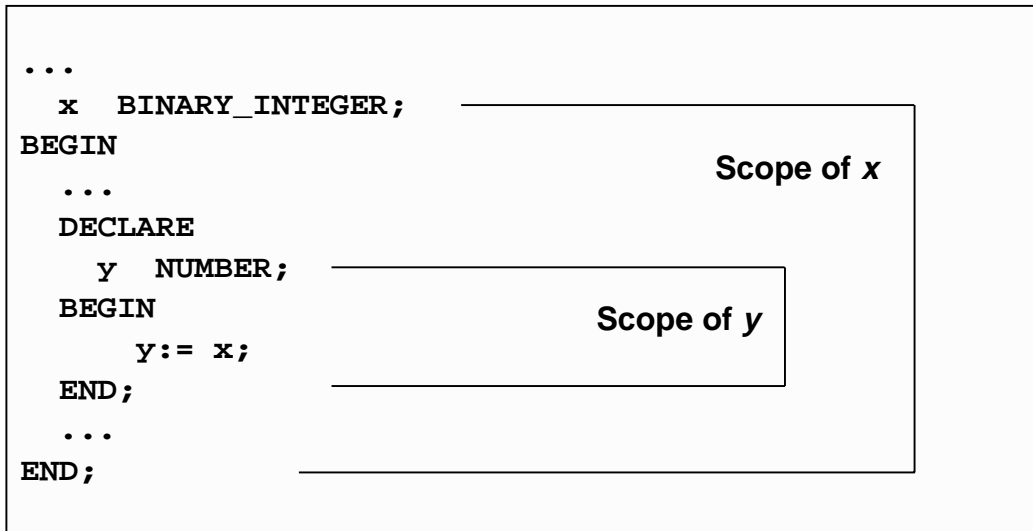 ...
x BINARY_INTEGER;
BEGIN
Scope of x
...
DECLARE
y NUMBER;
BEGIN
Scope of y
y:= x;
END;
...
END;